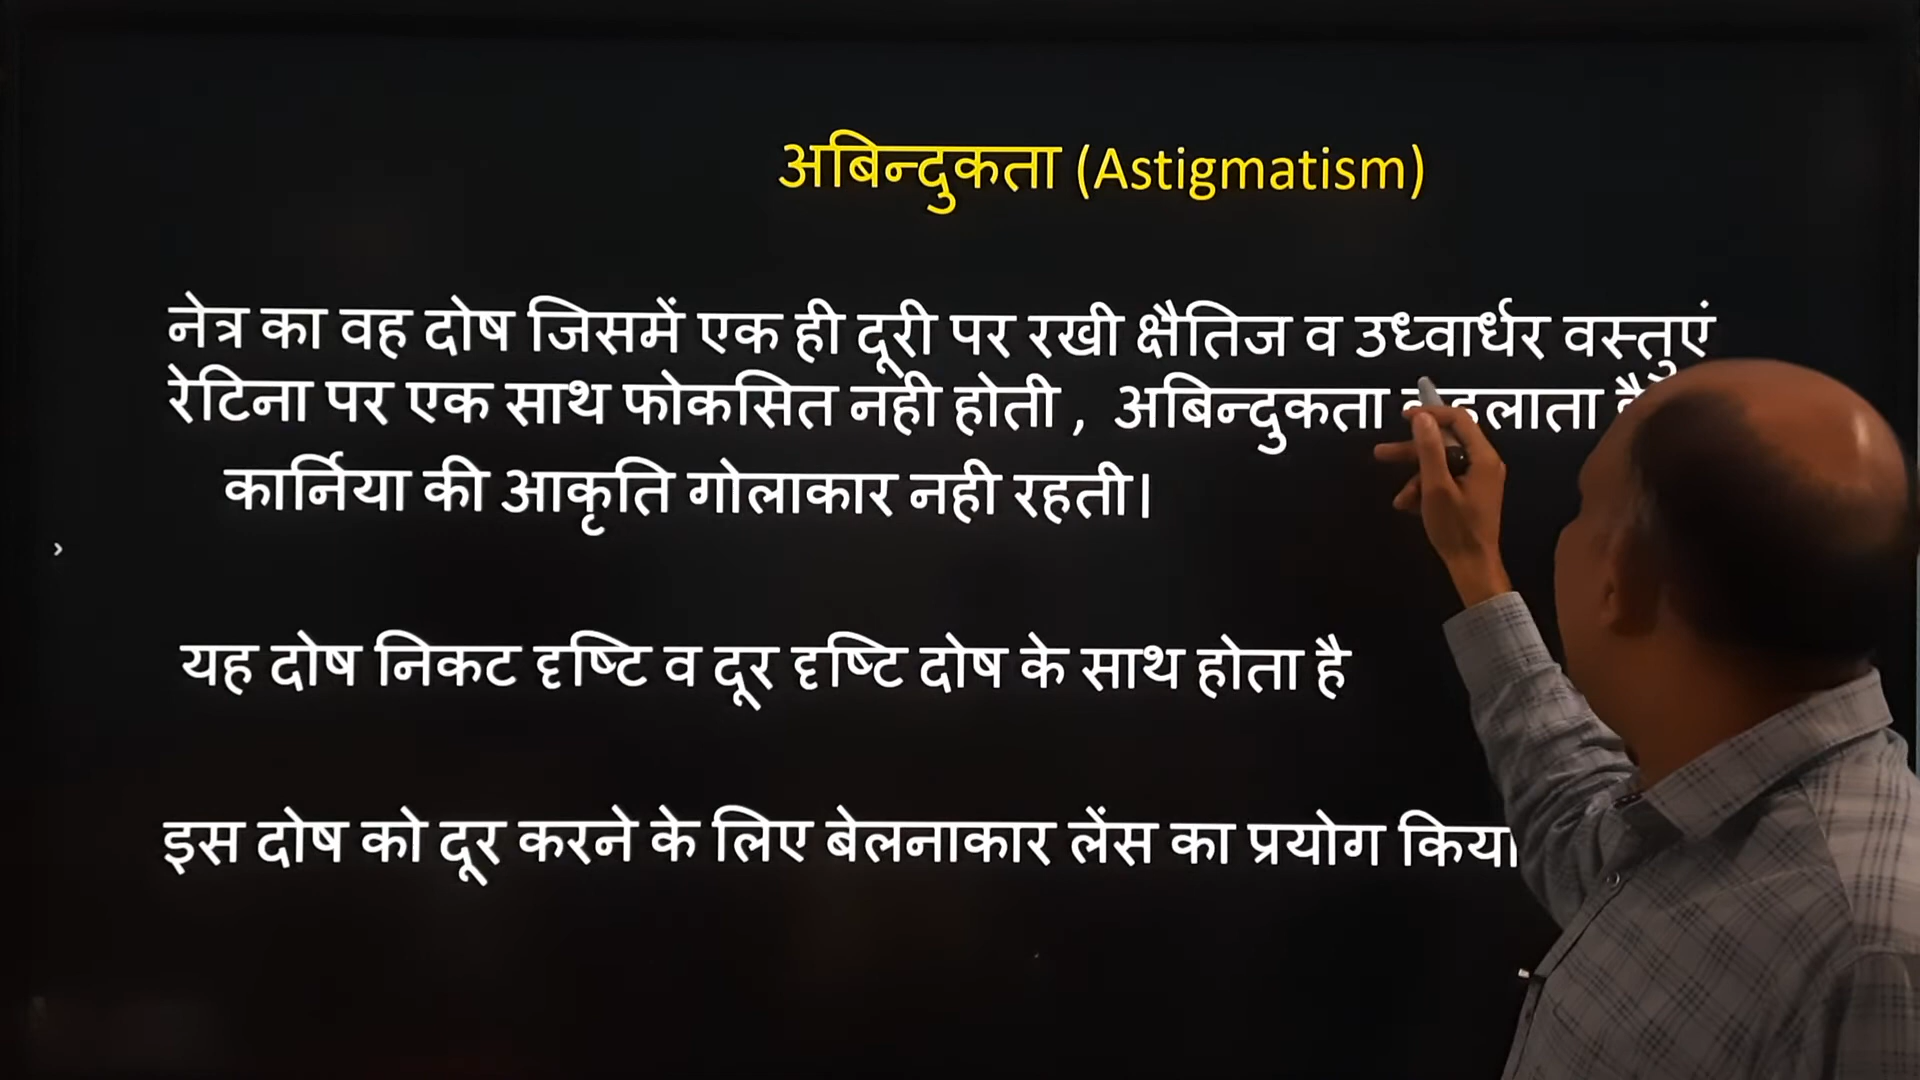 अबिन्दुकता (Astigmatism)
नेत्र का वह दोष जिसमें एक ही दूरी पर रखी क्षैतिज व उध्वार्धर वस्तुएं
रेटिना पर एक साथ फोकसित नही होती , अबिन्दुकता
कार्निया की आकृति गोलाकार नही रहती।
यह दोष निकट दृष्टि व दूर दृष्टि दोष के साथ होता है
इस दोष को दूर करने के लिए बेलनाकार लेंस का प्रयोग किया